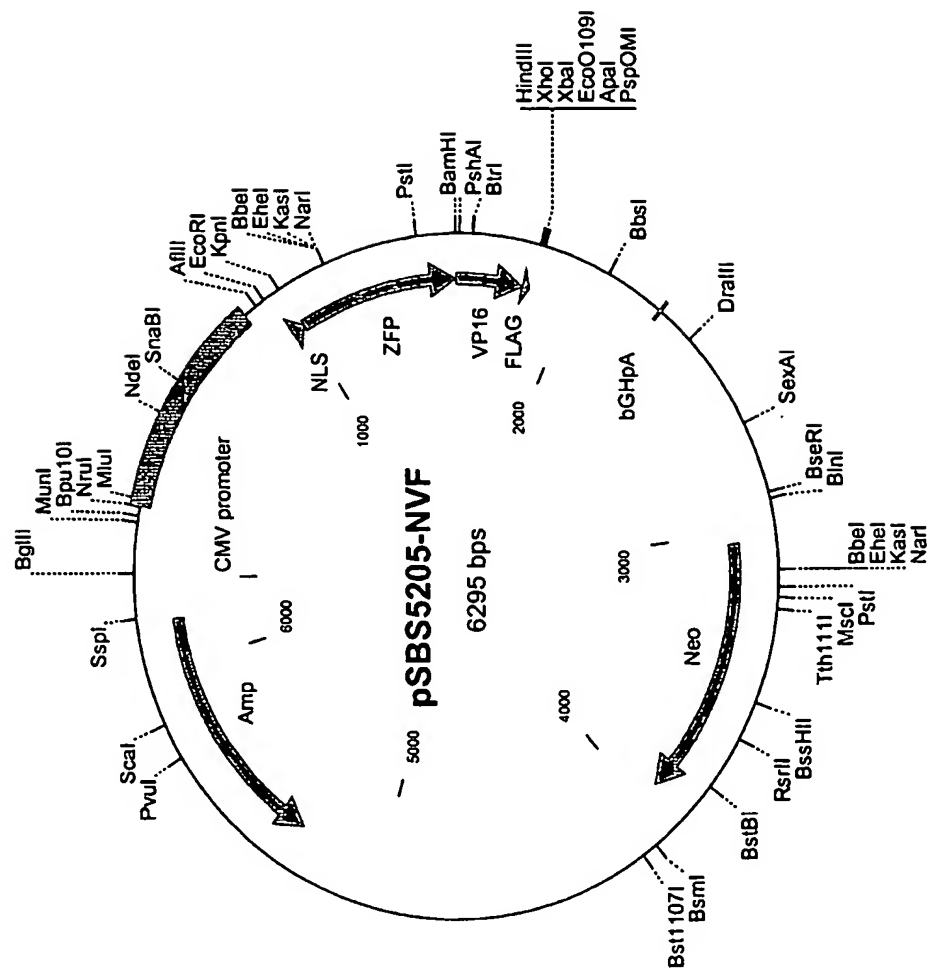 pSBS5205-NVF
6295 bps
BglII
MunI
Bpu10I
NruI
MluI
NdeI
SnaBI
AflII
EcoRI
KpnI
BbeI
EheI
KasI
NarI
PstI
BamHI
PshAI
BtrI
HindIII
XhoI
XbaI
EcoO109I
ApaI
PspOMI
BbsI
DraIII
SexAI
BseRI
BlnI
BbeI
EheI
KasI
NarI
PstI
MscI
Tth111I
BssHII
RsrII
BstBI
BsmI
Bst1107I
PvuI
ScaI
SspI
CMV promoter
NLS
ZFP
VP16
FLAG
bGHpA
Neo
Amp
1000
2000
3000
4000
5000
6000